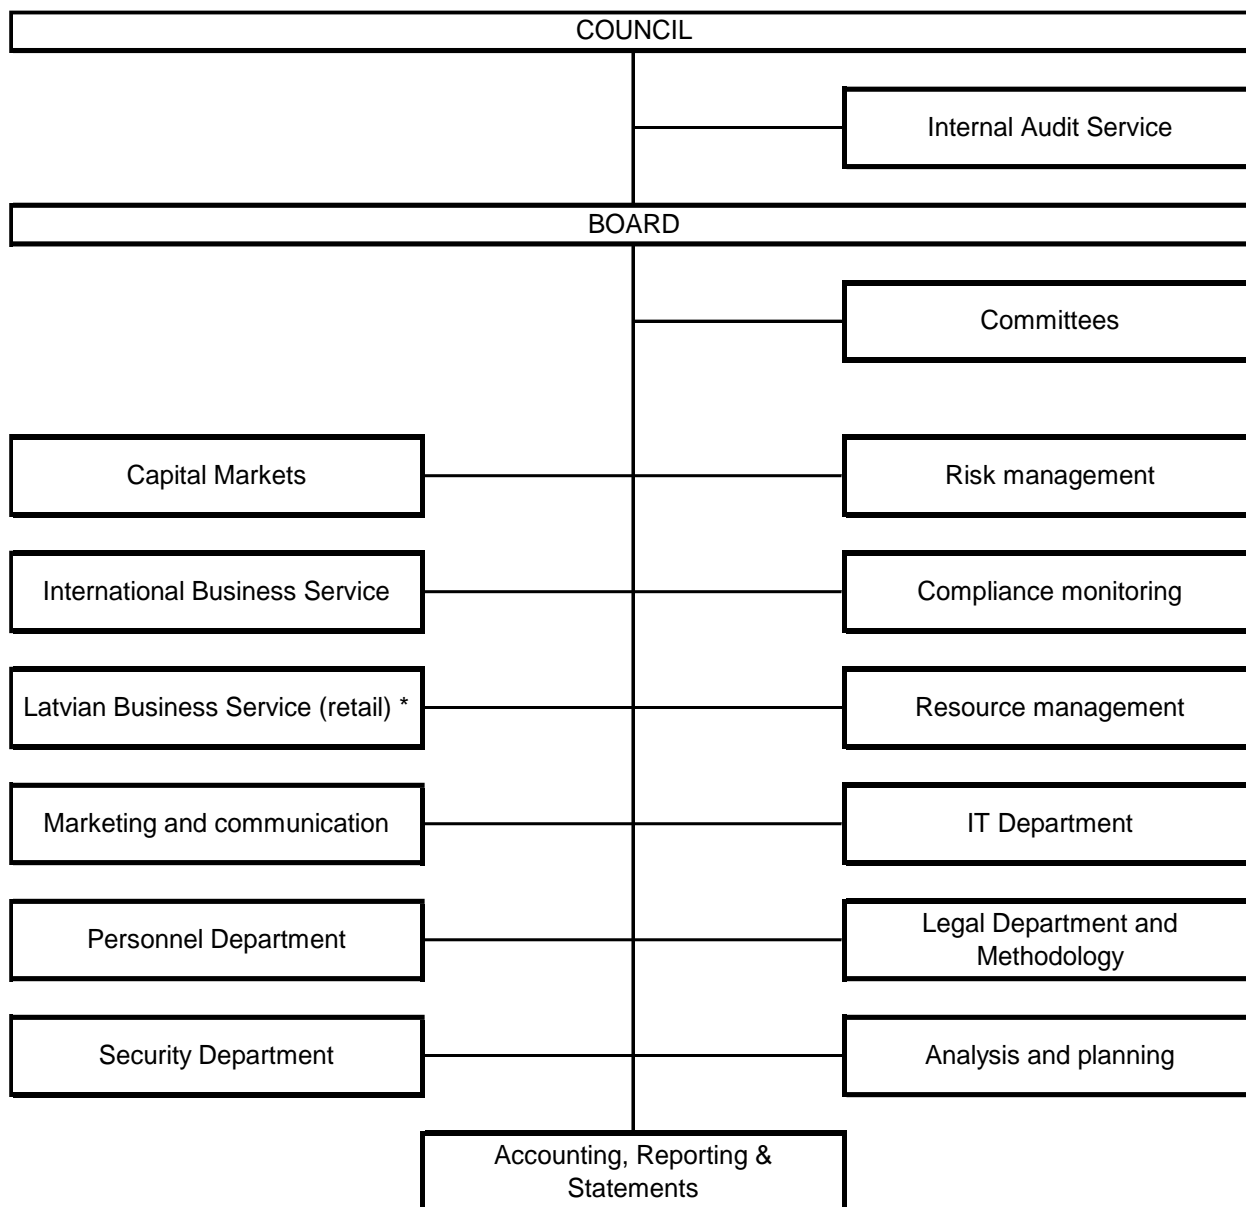 COUNCIL
Internal Audit Service
BOARD
Committees
Capital Markets
Risk management
International Business Service
Compliance monitoring
Latvian Business Service (retail) *
Resource management
Marketing and communication
IT Department
Personnel Department
Legal Department and
Methodology
Security Department
Analysis and planning
Accounting, Reporting &
Statements